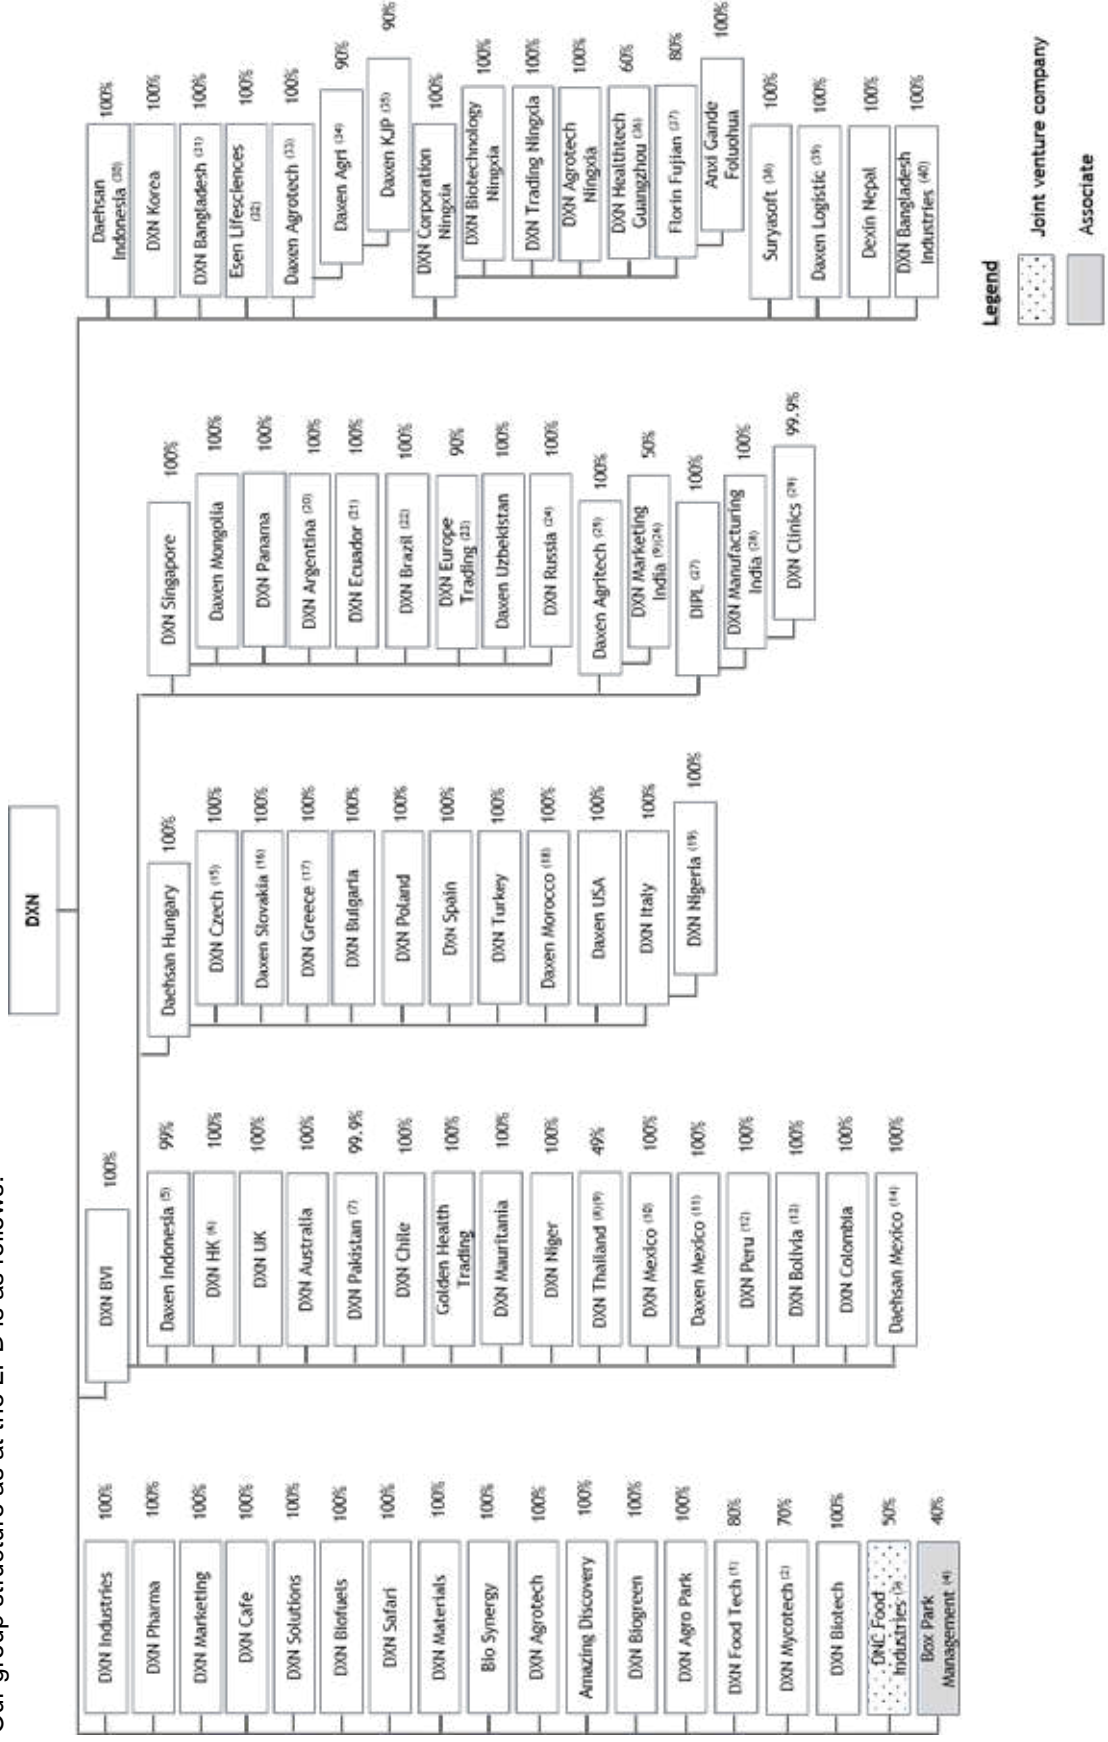 DXN
DXN Industries
100%
DXN Pharma
100%
DXN Marketing
100%
DXN Cafe
100%
DXN Solutions
100%
DXN Biofuels
100%
DXN Safari
100%
DXN Materials
100%
Bio Synergy
100%
DXN Agrotech
100%
Amazing Discovery
100%
DXN Biogreen
100%
DXN Agro Park
100%
DXN Food Tech (1)
80%
DXN Mycotech (2)
70%
DXN Biotech
100%
DNC Food
Industries (3)
50%
Box Park
Management (4)
40%
DXN BVI
100%
Daxen Indonesia (5)
99%
DXN HK (6)
100%
DXN UK
100%
DXN Australia
100%
DXN Pakistan (7)
99.9%
DXN Chile
100%
Golden Health
Trading
100%
DXN Mauritania
100%
DXN Niger
100%
DXN Thailand (8)(9)
49%
DXN Mexico (10)
100%
Daxen Mexico (11)
100%
DXN Peru (12)
100%
DXN Bolivia (13)
100%
DXN Colombia
100%
Daehsan Mexico (14)
100%
Daehsan Hungary
100%
DXN Czech (15)
100%
Daxen Slovakia (16)
100%
DXN Greece (17)
100%
DXN Bulgaria
100%
DXN Poland
100%
DXN Spain
100%
DXN Turkey
100%
Daxen Morocco (18)
100%
Daxen USA
100%
DXN Italy
100%
DXN Nigeria (19)
100%
DXN Singapore
100%
Daxen Mongolia
100%
DXN Panama
100%
DXN Argentina (20)
100%
DXN Ecuador (21)
100%
DXN Brazil (22)
100%
DXN Europe
Trading (23)
90%
Daxen Uzbekistan
100%
DXN Russia (24)
100%
Daxen Agritech (25)
100%
DXN Marketing
India (9)(26)
50%
DIPL (27)
100%
DXN Manufacturing
India (28)
100%
DXN Clinics (29)
99.9%
Daehsan
Indonesia (30)
100%
DXN Korea
100%
DXN Bangladesh (31)
100%
Esen Lifesciences
(32)
100%
Daxen Agrotech (33)
100%
Daxen Agri (34)
90%
Daxen KJP (35)
90%
DXN Corporation
Ningxia
100%
DXN Biotechnology
Ningxia
100%
DXN Trading Ningxia
100%
DXN Agrotech
Ningxia
100%
DXN Healthtech
Guangzhou (36)
60%
Florin Fujian (37)
80%
Anxi Gande
Foluohua
100%
Suryasoft (38)
100%
Daxen Logistic (39)
100%
Dexin Nepal
100%
DXN Bangladesh
Industries (40)
100%
Legend
Joint venture company
Associate